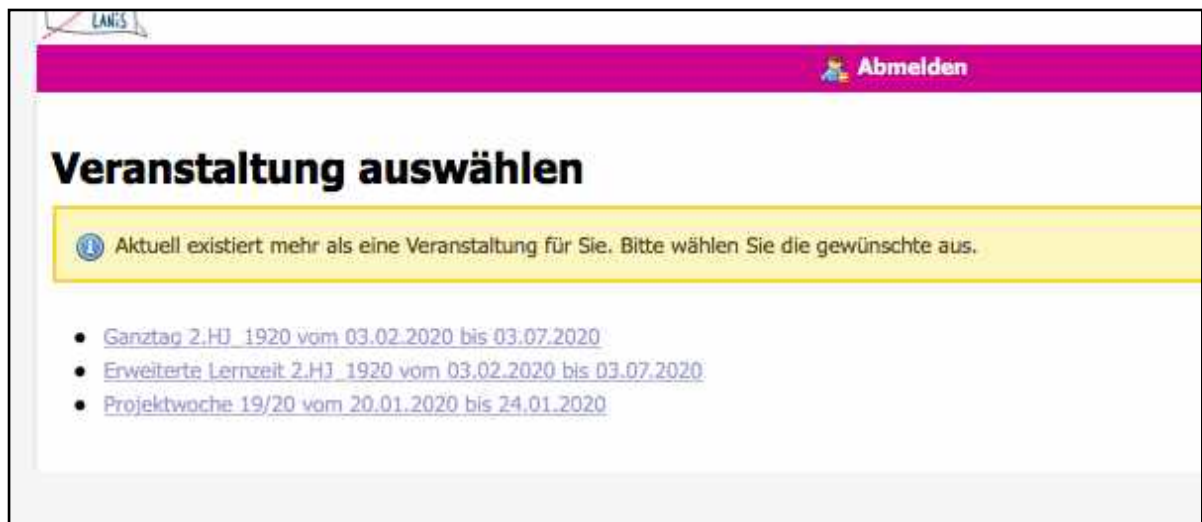 LANiS
Abmelden
Veranstaltung auswählen
Aktuell existiert mehr als eine Veranstaltung für Sie. Bitte wählen Sie die gewünschte aus.
Ganztag 2.HJ_1920 vom 03.02.2020 bis 03.07.2020
Erweiterte Lernzeit 2.HJ_1920 vom 03.02.2020 bis 03.07.2020
Projektwoche 19/20 vom 20.01.2020 bis 24.01.2020